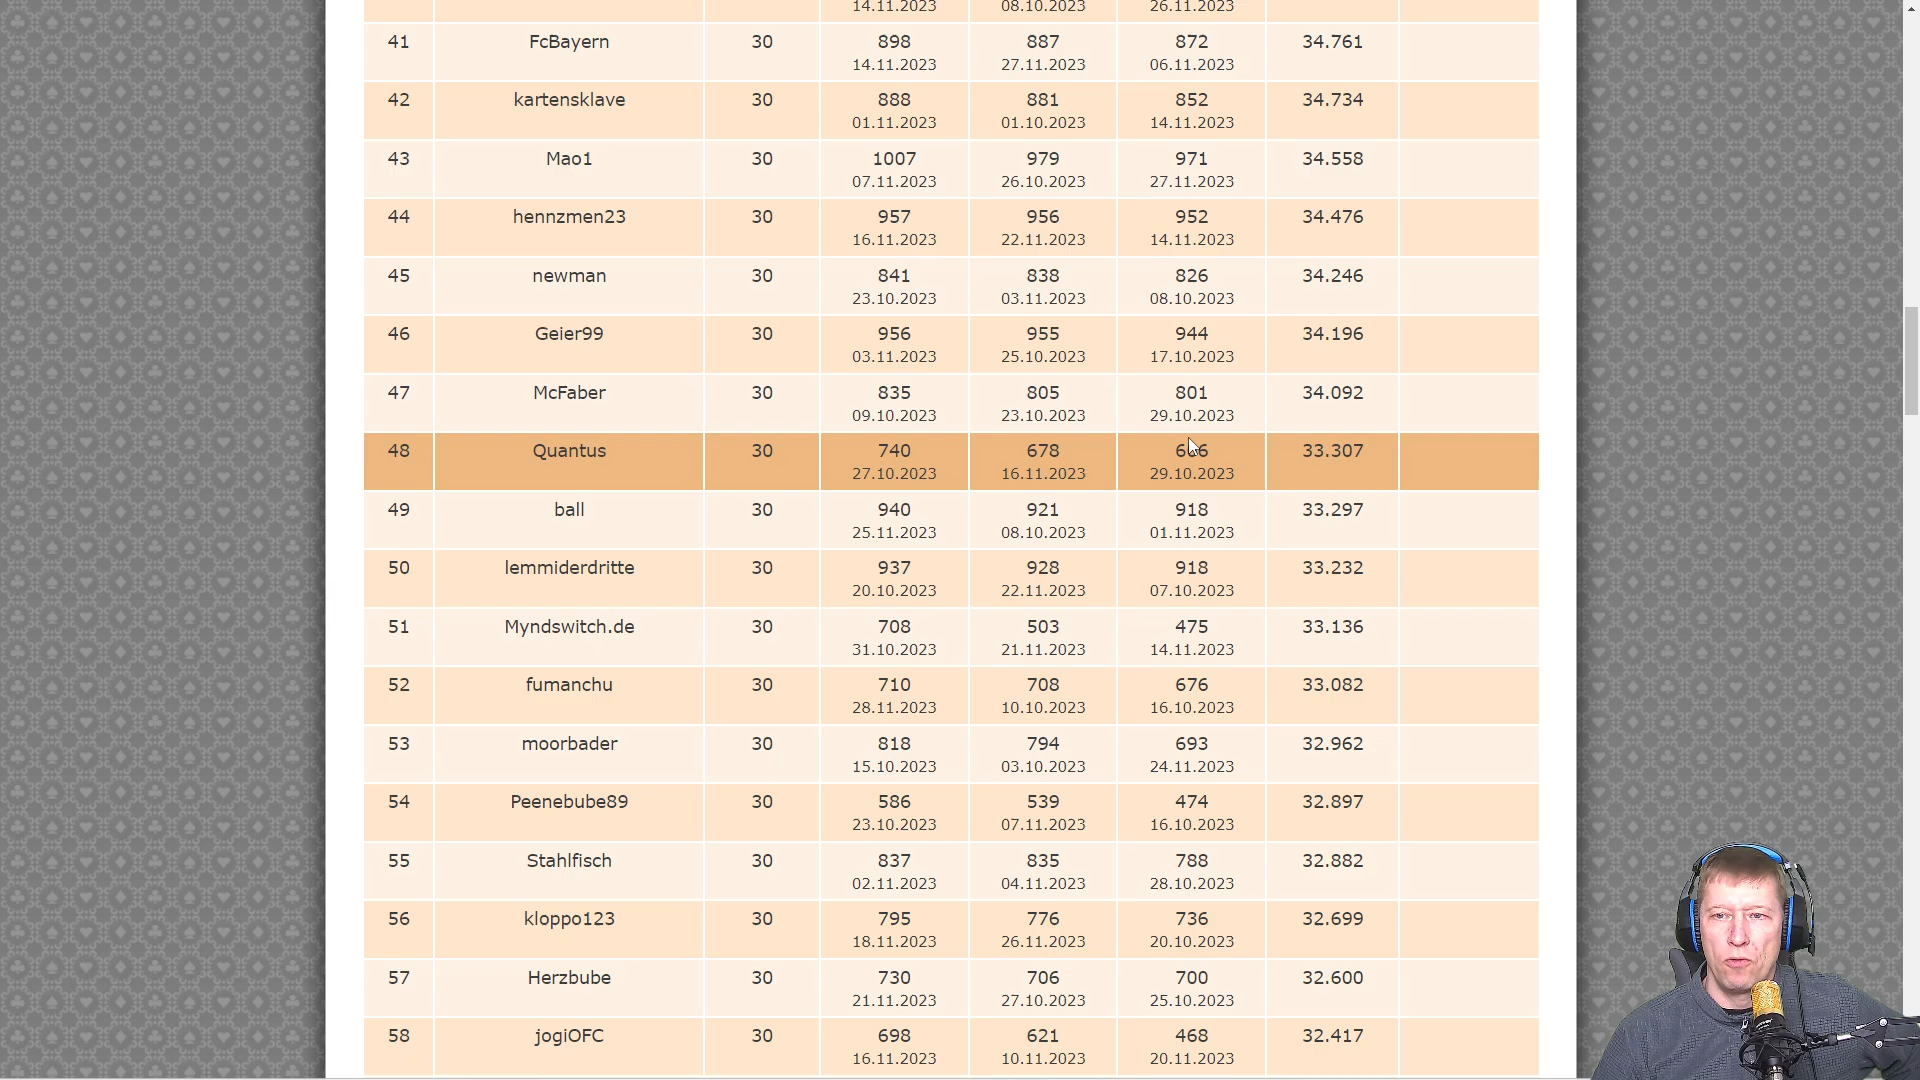 14.11.2023 08.10.2023 26.11.2023
41 FcBayern 30 898 887 872 34.761
14.11.2023 27.11.2023 06.11.2023
42 kartensklave 30 888 881 852 34.734
01.11.2023 01.10.2023 14.11.2023
43 Mao1 30 1007 979 971 34.558
07.11.2023 26.10.2023 27.11.2023
44 hennzmen23 30 957 956 952 34.476
16.11.2023 22.11.2023 14.11.2023
45 newman 30 841 838 826 34.246
23.10.2023 03.11.2023 08.10.2023
46 Geier99 30 956 955 944 34.196
03.11.2023 25.10.2023 17.10.2023
47 McFaber 30 835 805 801 34.092
09.10.2023 23.10.2023 29.10.2023
48 Quantus 30 740 678 33.307
27.10.2023 16.11.2023 29.10.2023
49 ball 30 940 921 918 33.297
25.11.2023 08.10.2023 01.11.2023
50 lemmiderdritte 30 937 928 918 33.232
20.10.2023 22.11.2023 07.10.2023
51 Myndswitch.de 30 708 503 475 33.136
31.10.2023 21.11.2023 14.11.2023
52 fumanchu 30 710 708 676 33.082
28.11.2023 10.10.2023 16.10.2023
53 moorbader 30 818 794 693 32.962
15.10.2023 03.10.2023 24.11.2023
54 Peenebube89 30 586 539 474 32.897
23.10.2023 07.11.2023 16.10.2023
55 Stahlfisch 30 837 835 788 32.882
02.11.2023 04.11.2023 28.10.2023
56 kloppo123 30 795 776 736 32.699
18.11.2023 26.11.2023 20.10.2023
57 Herzbube 30 730 706 700 32.600
21.11.2023 27.10.2023 25.10.2023
58 jogiOFC 30 698 621 468 32.417
16.11.2023 10.11.2023 20.11.2023